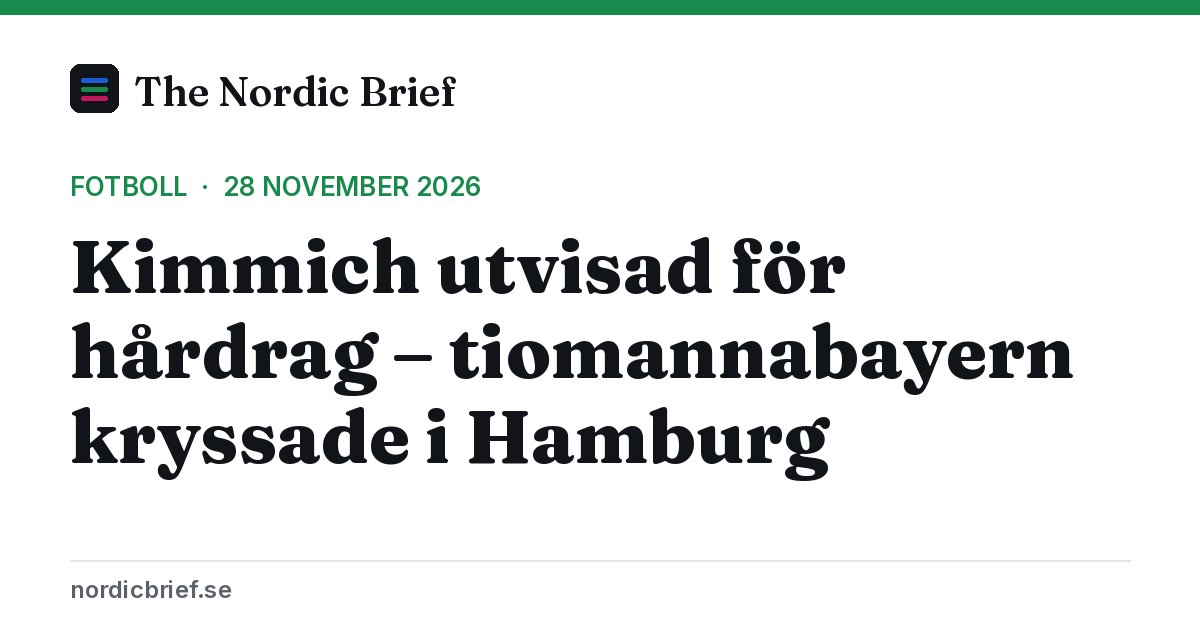 The Nordic Brief
FOTBOLL · 28 NOVEMBER 2026
Kimmich utvisad för
hårdrag – tiomannabayern
kryssade i Hamburg
nordicbrief.se